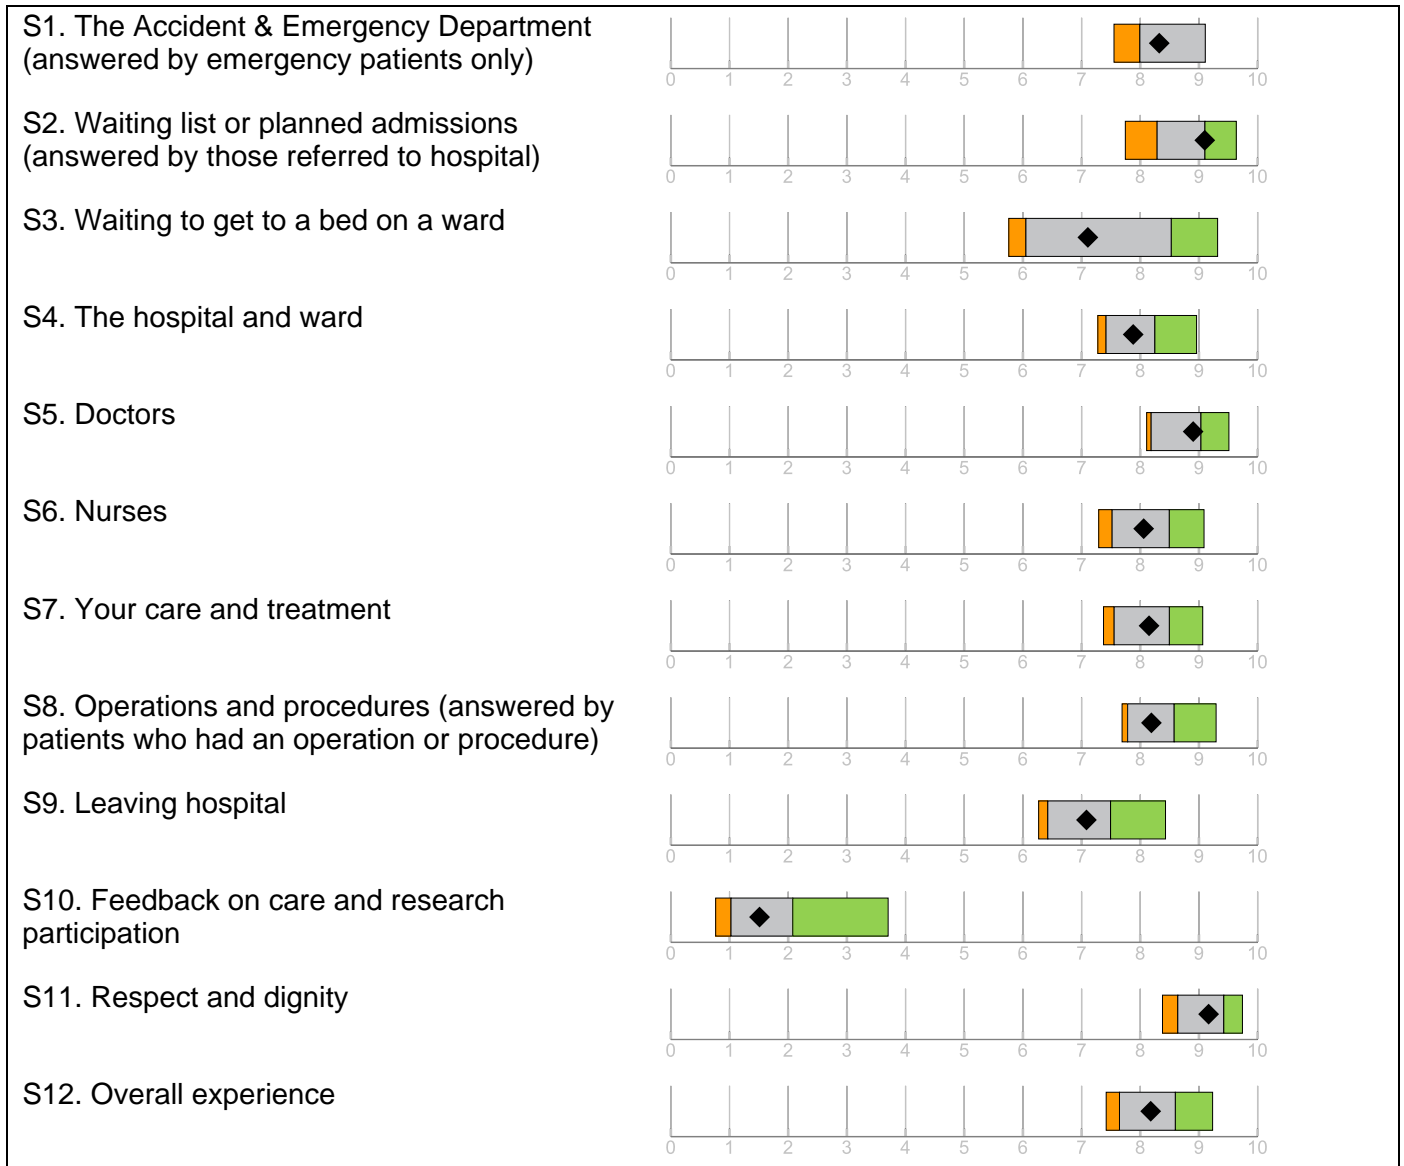 S1. The Accident & Emergency Department
(answered by emergency patients only)
0 1 2 3 4 5 6 7 8 9 10
S2. Waiting list or planned admissions
(answered by those referred to hospital)
0 1 2 3 4 5 6 7 8 9 10
S3. Waiting to get to a bed on a ward
0 1 2 3 4 5 6 7 8 9 10
S4. The hospital and ward
0 1 2 3 4 5 6 7 8 9 10
S5. Doctors
0 1 2 3 4 5 6 7 8 9 10
S6. Nurses
0 1 2 3 4 5 6 7 8 9 10
S7. Your care and treatment
0 1 2 3 4 5 6 7 8 9 10
S8. Operations and procedures (answered by
patients who had an operation or procedure)
0 1 2 3 4 5 6 7 8 9 10
S9. Leaving hospital
0 1 2 3 4 5 6 7 8 9 10
S10. Feedback on care and research
participation
0 1 2 3 4 5 6 7 8 9 10
S11. Respect and dignity
0 1 2 3 4 5 6 7 8 9 10
S12. Overall experience
0 1 2 3 4 5 6 7 8 9 10